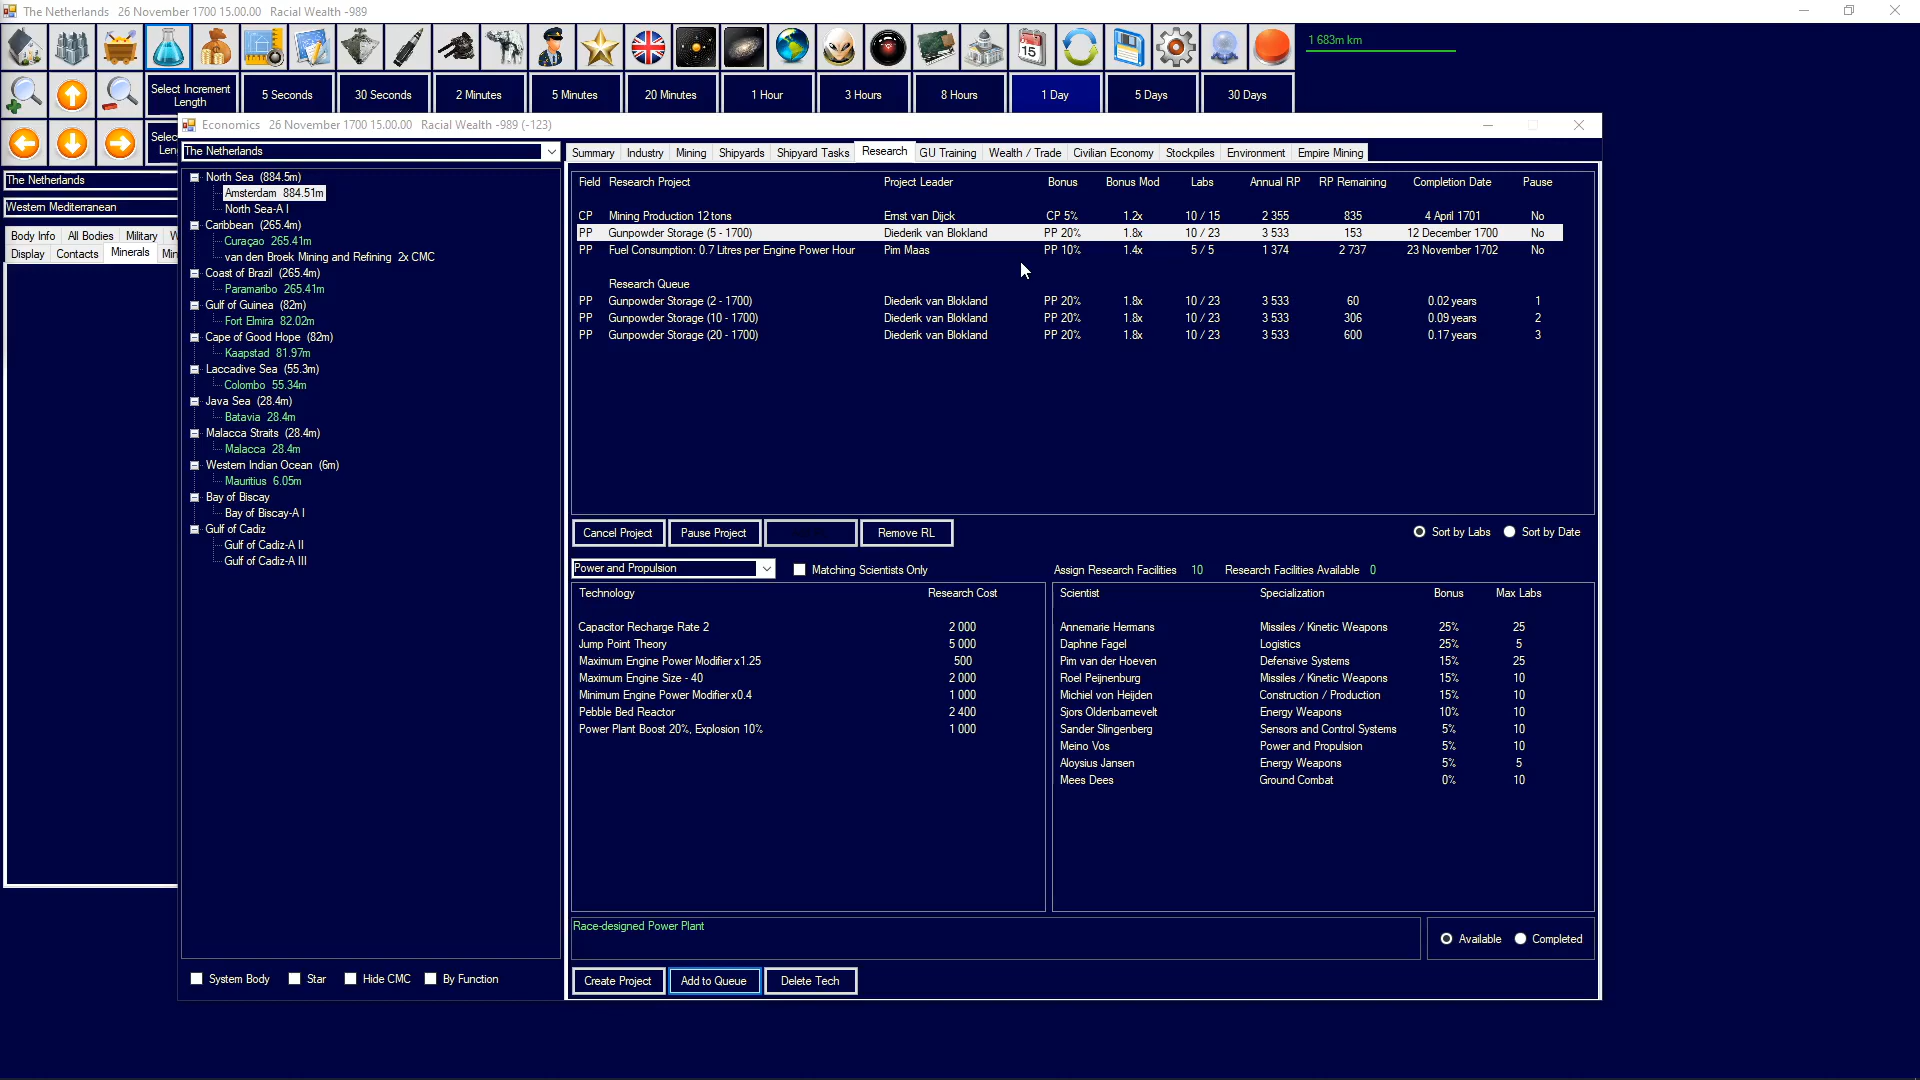 The Netherlands 26 November 1700 15.00.00 Racial Wealth -989
1 683m km
Select Increment Length
5 Seconds 30 Seconds 2 Minutes 5 Minutes 20 Minutes 1 Hour 3 Hours 8 Hours 1 Day 5 Days 30 Days
Economics 26 November 1700 15.00.00 Racial Wealth -989 (-123)
The Netherlands
Western Mediterranean
Body Info All Bodies Military
Display Contacts Minerals
The Netherlands
North Sea (884.5m)
Amsterdam 884.51m
North Sea-A I
Caribbean (265.4m)
Curaçao 265.41m
van den Broek Mining and Refining 2x CMC
Coast of Brazil (265.4m)
Paramaribo 265.41m
Gulf of Guinea (82m)
Fort Elmira 82.02m
Cape of Good Hope (82m)
Kaapstad 81.97m
Laccadive Sea (55.3m)
Colombo 55.34m
Java Sea (28.4m)
Batavia 28.4m
Malacca Straits (28.4m)
Malacca 28.4m
Western Indian Ocean (6m)
Mauritius 6.05m
Bay of Biscay
Bay of Biscay-A I
Gulf of Cadiz
Gulf of Cadiz-A II
Gulf of Cadiz-A III
System Body Star Hide CMC By Function
Summary Industry Mining Shipyards Shipyard Tasks Research GU Training Wealth / Trade Civilian Economy Stockpiles Environment Empire Mining
Field Research Project Project Leader Bonus Bonus Mod Labs Annual RP RP Remaining Completion Date Pause
CP Mining Production 12 tons Ernst van Dijck CP 5% 1.2x 10 / 15 2 355 835 4 April 1701 No
PP Gunpowder Storage (5 - 1700) Diederik van Blokland PP 20% 1.8x 10 / 23 3 533 153 12 December 1700 No
PP Fuel Consumption: 0.7 Litres per Engine Power Hour Pim Maas PP 10% 1.4x 5 / 5 1 374 2 737 23 November 1702 No
Research Queue
PP Gunpowder Storage (2 - 1700) Diederik van Blokland PP 20% 1.8x 10 / 23 3 533 60 0.02 years 1
PP Gunpowder Storage (10 - 1700) Diederik van Blokland PP 20% 1.8x 10 / 23 3 533 306 0.09 years 2
PP Gunpowder Storage (20 - 1700) Diederik van Blokland PP 20% 1.8x 10 / 23 3 533 600 0.17 years 3
Cancel Project Pause Project Remove RL Sort by Labs Sort by Date
Power and Propulsion Matching Scientists Only Assign Research Facilities 10 Research Facilities Available 0
Technology Research Cost
Capacitor Recharge Rate 2 2 000
Jump Point Theory 5 000
Maximum Engine Power Modifier x1.25 500
Maximum Engine Size - 40 2 000
Minimum Engine Power Modifier x0.4 1 000
Pebble Bed Reactor 2 400
Power Plant Boost 20%, Explosion 10% 1 000
Scientist Specialization Bonus Max Labs
Annemarie Hermans Missiles / Kinetic Weapons 25% 25
Daphne Fagel Logistics 25% 5
Pim van der Hoeven Defensive Systems 15% 25
Roel Peijnenburg Missiles / Kinetic Weapons 15% 10
Michiel von Heijden Construction / Production 15% 10
Sjors Oldenbarnevelt Energy Weapons 10% 10
Sander Slingenberg Sensors and Control Systems 5% 10
Meino Vos Power and Propulsion 5% 10
Aloysius Jansen Energy Weapons 5% 5
Mees Dees Ground Combat 0% 10
Race-designed Power Plant
Available Completed
Create Project Add to Queue Delete Tech